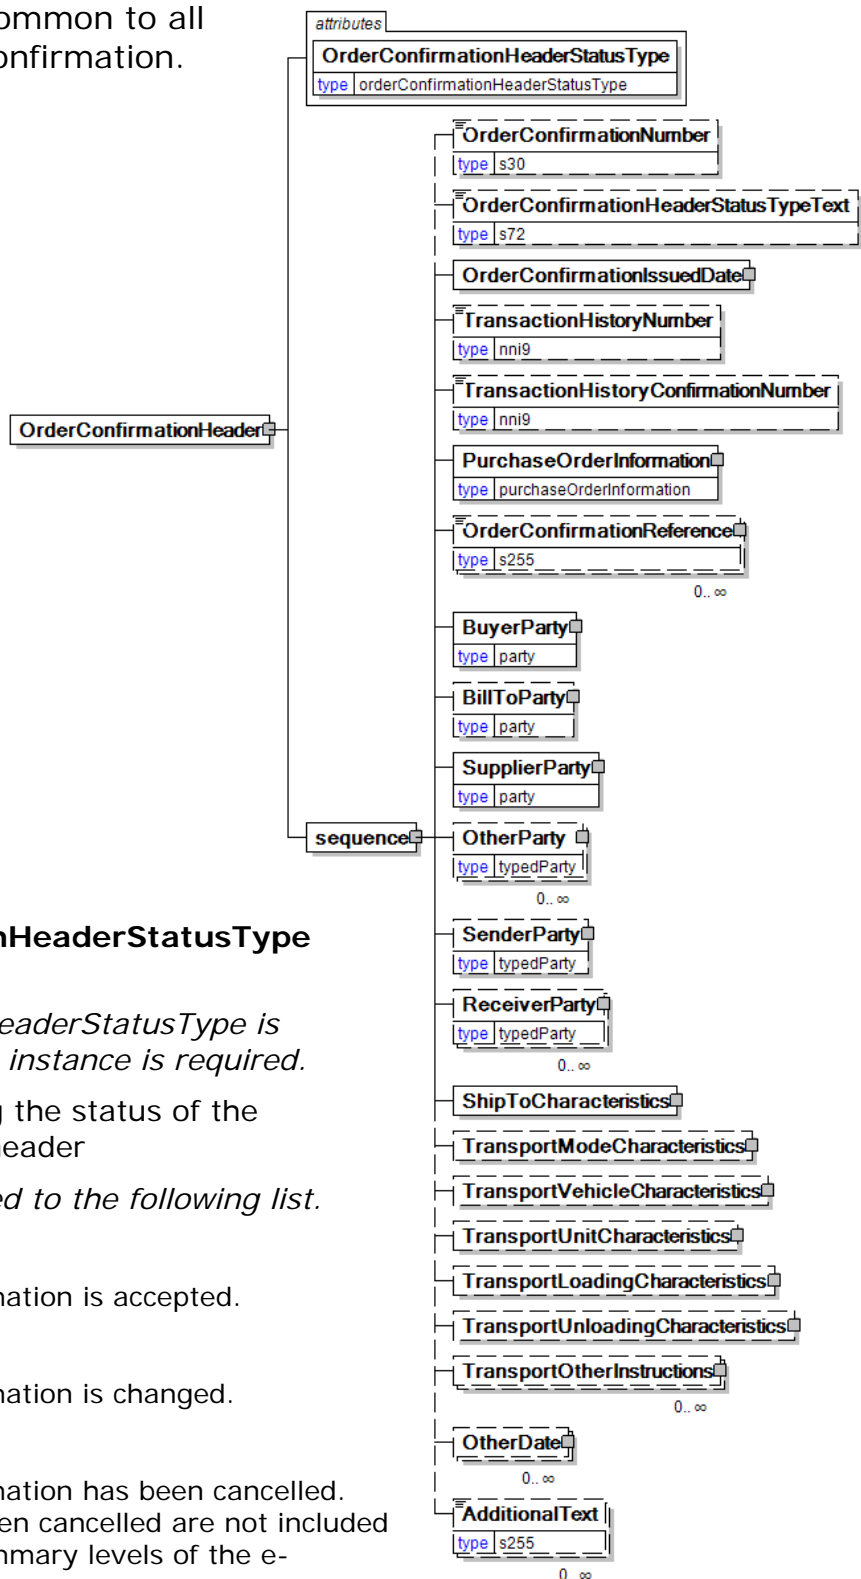 ommon to all
onfirmation.
attributes
OrderConfirmationHeaderStatusType
type orderConfirmationHeaderStatusType
OrderConfirmationNumber
type s30
OrderConfirmationHeaderStatusTypeText
type s72
OrderConfirmationIssuedDate
TransactionHistoryNumber
type nni9
TransactionHistoryConfirmationNumber
type nni9
OrderConfirmationHeader
PurchaseOrderInformation
type purchaseOrderInformation
OrderConfirmationReference
type s255
0.. ∞
BuyerParty
type party
BillToParty
type party
SupplierParty
type party
sequence
OtherParty
type typedParty
0.. ∞
nHeaderStatusType
SenderParty
type typedParty
eaderStatusType is
instance is required.
ReceiverParty
type typedParty
0.. ∞
g the status of the
header
ShipToCharacteristics
TransportModeCharacteristics
ed to the following list.
TransportVehicleCharacteristics
TransportUnitCharacteristics
TransportLoadingCharacteristics
nation is accepted.
TransportUnloadingCharacteristics
TransportOtherInstructions
0.. ∞
nation is changed.
OtherDate
0.. ∞
nation has been cancelled.
en cancelled are not included
nmary levels of the e-
AdditionalText
type s255
0.. ∞